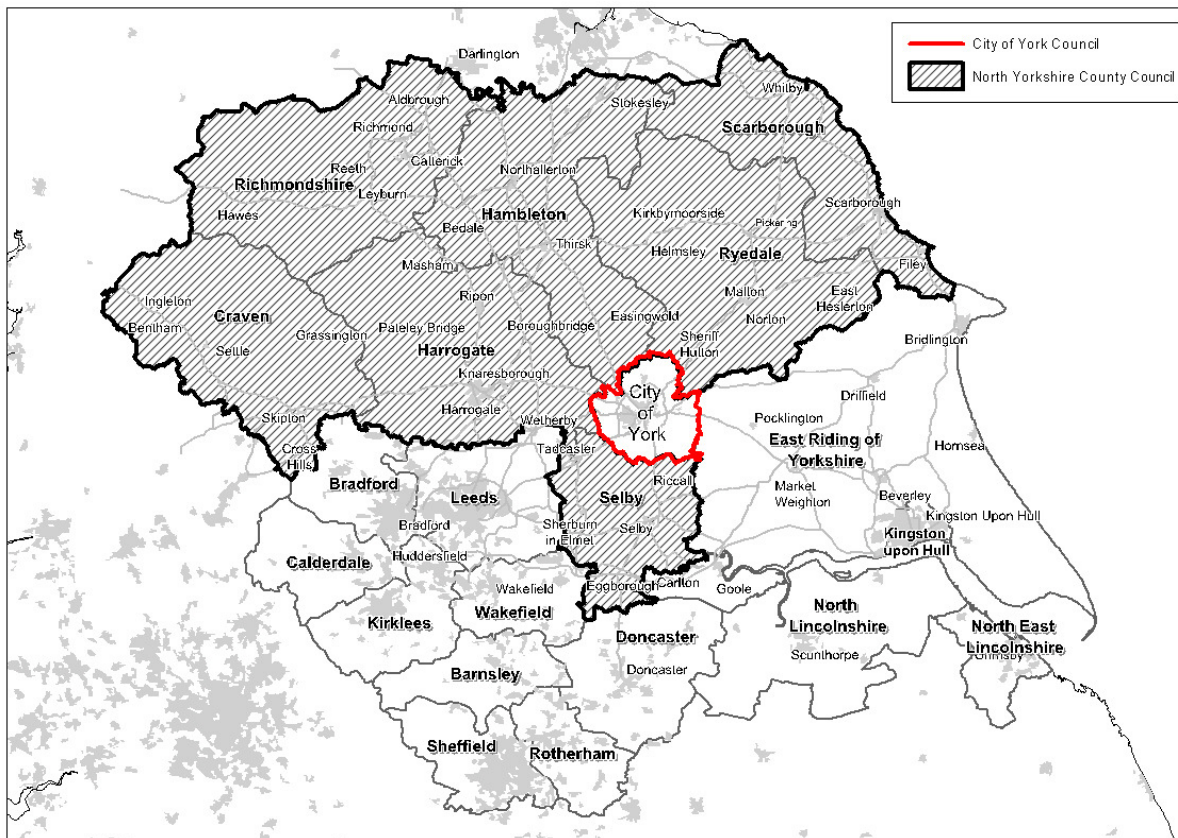 City of York Council
North Yorkshire County Council
Darlington
Aldbrough
Whitby
Stokesley
Richmond
Scarborough
Catterick
Reeth
Northallerton
Richmondshire
Leyburn
Scarborough
Hawes
Hambleton
Kirkbymoorside
Pickering
Bedale
Thirsk
Helmsley
Ryedale
Masham
Filey
Ingleton
Ripon
Malton
East
Heslerton
Craven
Easingwold
Norton
Bentham
Grassington
Pateley Bridge
Boroughbridge
Sheriff
Hutton
Settle
Harrogate
Bridlington
Knaresborough
City
of
York
Driffield
Harrogate
Skipton
Wetherby
Pocklington
East Riding of
Yorkshire
Hornsea
Cross
Hills
Tadcaster
Bradford
Leeds
Selby
Riccall
Market
Weighton
Beverley
Kingston Upon Hull
Bradford
Sherburn
in Elmet
Selby
Kingston
upon Hull
Calderdale
Huddersfield
Wakefield
Eggborough
Carlton
Goole
Wakefield
North
Lincolnshire
Kirklees
Doncaster
North East
Lincolnshire
Scunthorpe
Grimsby
Barnsley
Doncaster
Sheffield
Rotherham